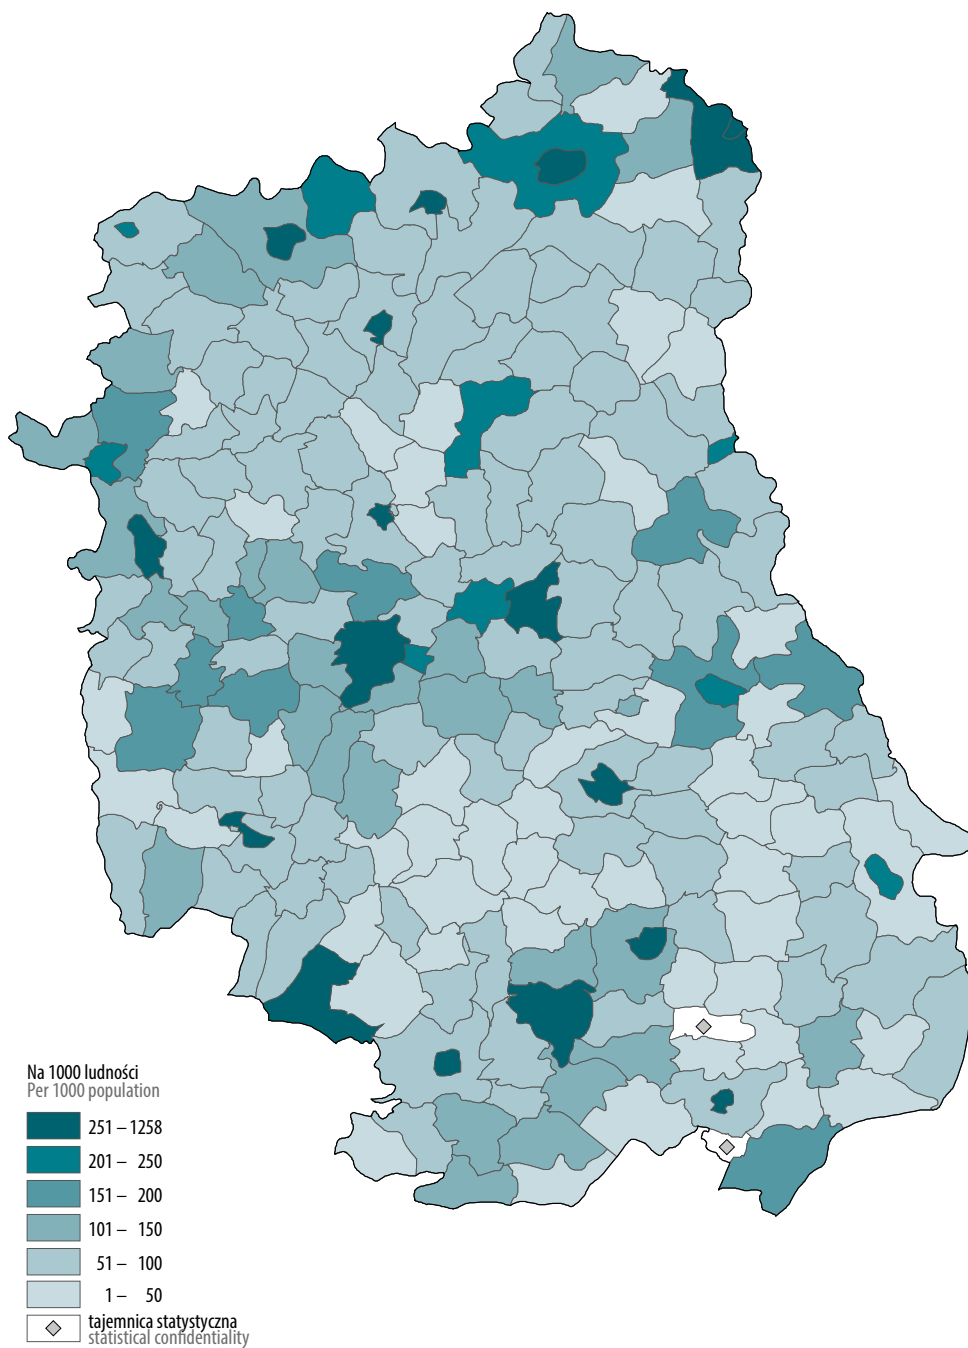 Na 1000 ludności
Per 1000 population
251 – 1258
201 – 250
151 – 200
101 – 150
51 – 100
1 – 50
tajemnica statystyczna
statistical confidentiality